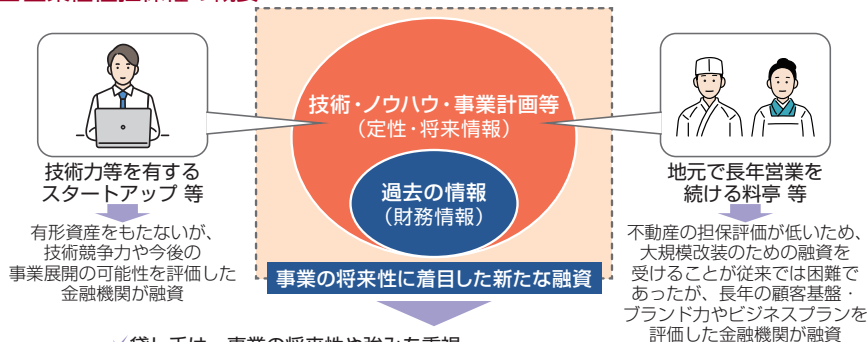 技術・ノウハウ・事業計画等
（定性・将来情報）
過去の情報
（財務情報）
事業の将来性に着目した新たな融資
技術力等を有する
スタートアップ 等
有形資産をもたないが、
技術競争力や今後の
事業展開の可能性を評価した
金融機関が融資
地元で長年営業を
続ける料亭 等
不動産の担保評価が低いため、
大規模改装のための融資を
受けることが従来では困難で
あったが、長年の顧客基盤・
ブランド力やビジネスプランを
評価した金融機関が融資